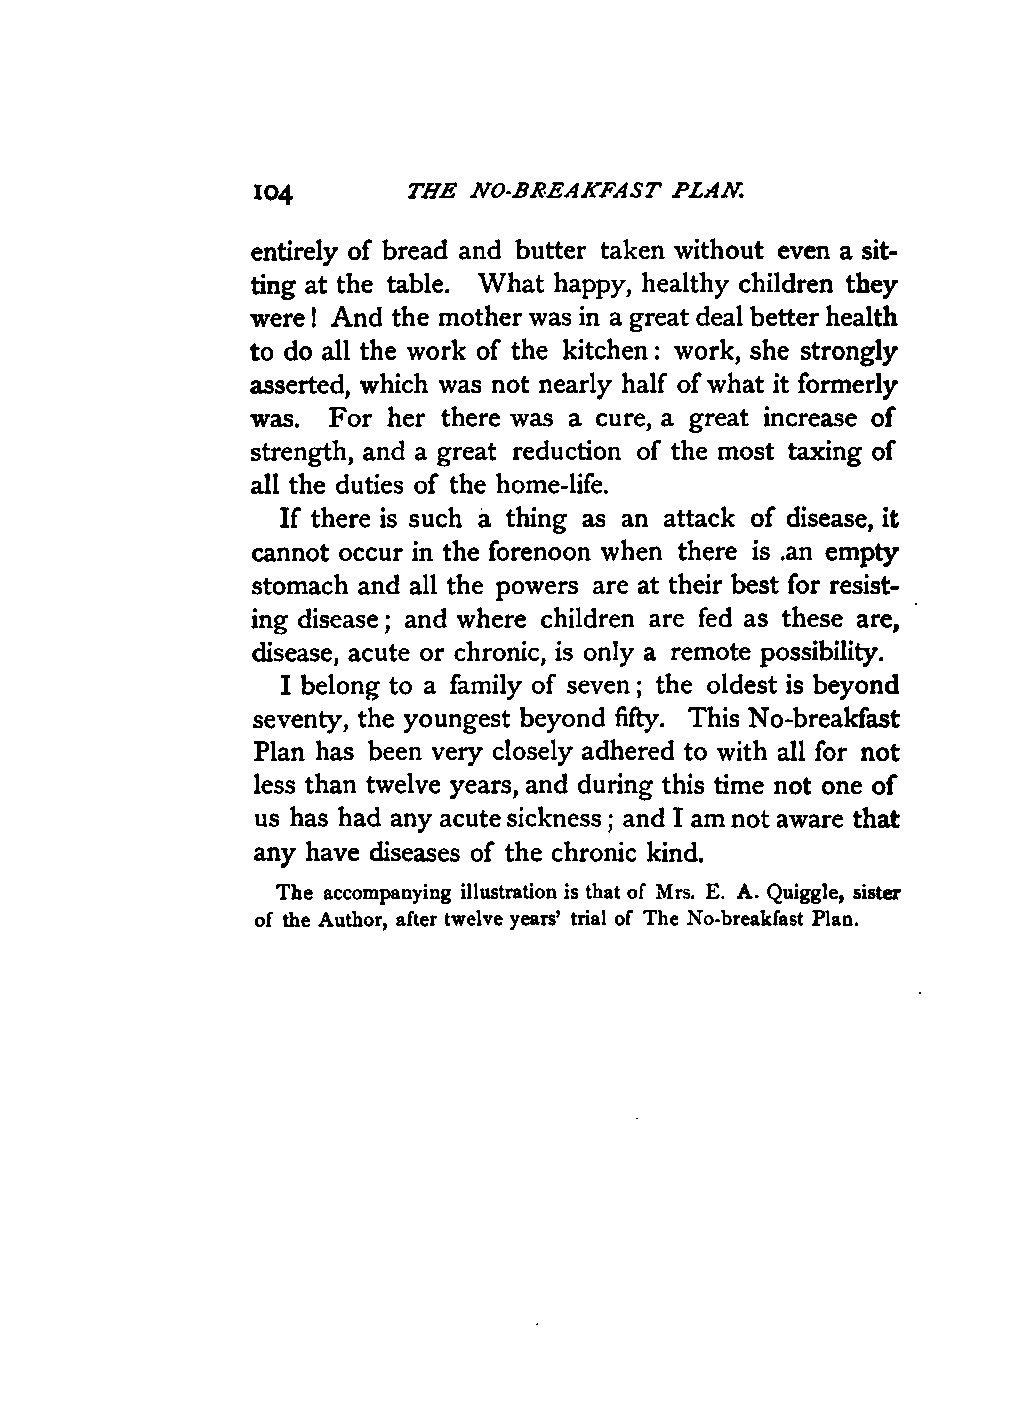 104 THE NO-BREAKFAST PLAN.
entirely of bread and butter taken without even a sit-
ting at the table. What happy, healthy children they
were! And the mother was in a great deal better health
to do all the work of the kitchen: work, she strongly
asserted, which was not nearly half of what it formerly
was. For her there was a cure, a great increase of
strength, and a great reduction of the most taxing of
all the duties of the home-life.
If there is such a thing as an attack of disease, it
cannot occur in the forenoon when there is an empty
stomach and all the powers are at their best for resist-
ing disease; and where children are fed as these are,
disease, acute or chronic, is only a remote possibility.
I belong to a family of seven; the oldest is beyond
seventy, the youngest beyond fifty. This No-breakfast
Plan has been very closely adhered to with all for not
less than twelve years, and during this time not one of
us has had any acute sickness; and I am not aware that
any have diseases of the chronic kind.
The accompanying illustration is that of Mrs. E. A. Quiggle, sister
of the Author, after twelve years' trial of The No-breakfast Plan.